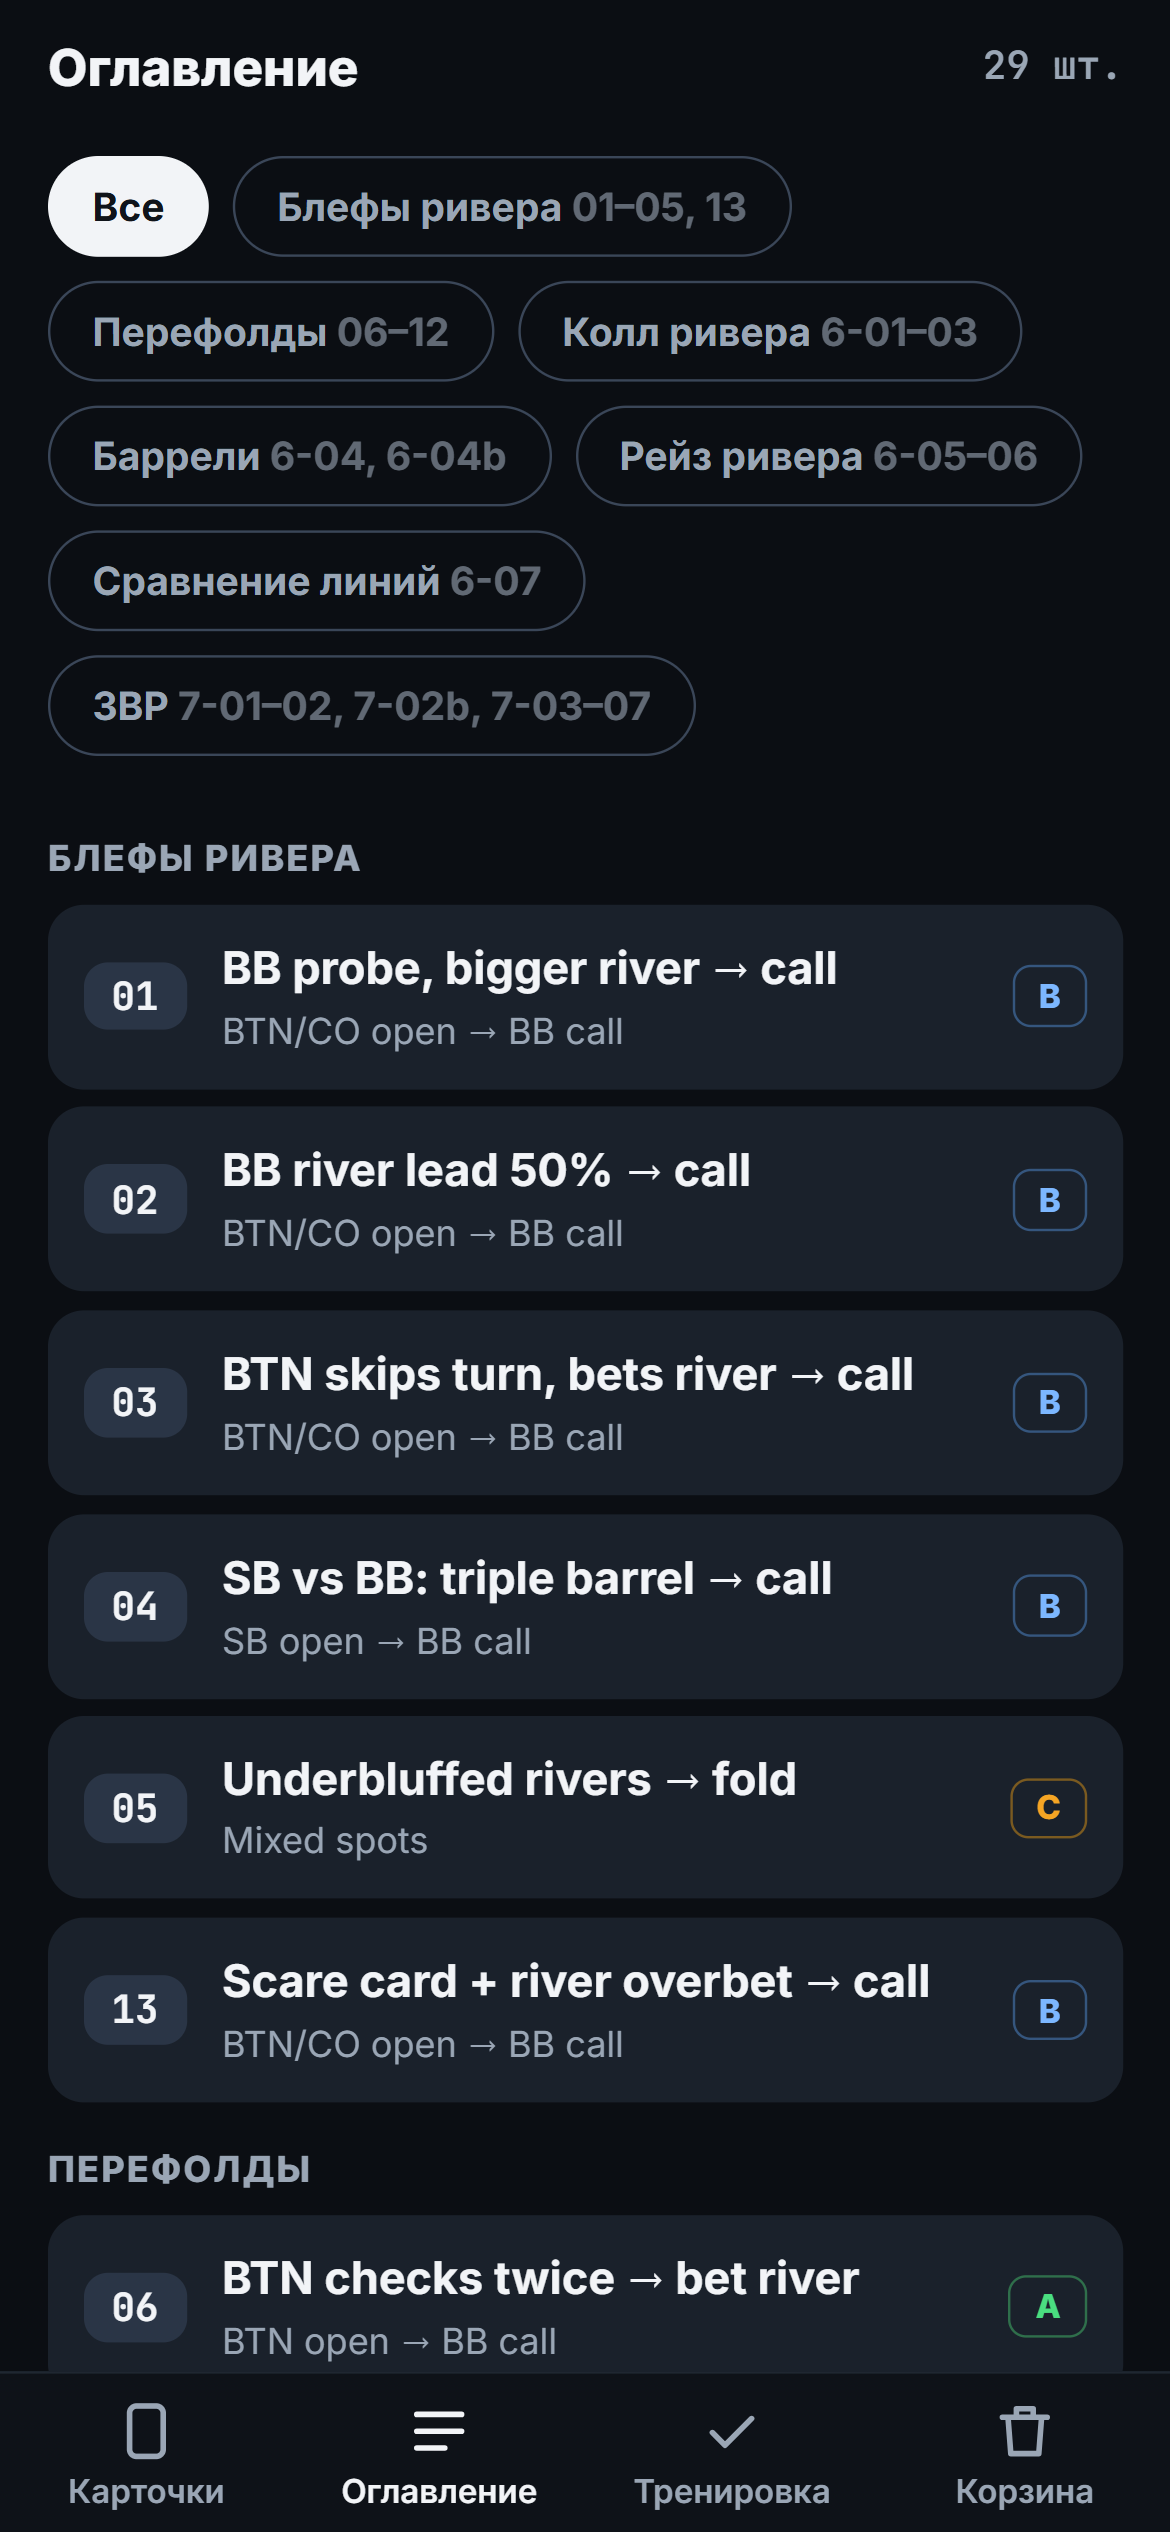 Оглавление
29 шт.
Все
Блефы ривера 01–05, 13
Перефолды 06–12
Колл ривера 6-01–03
Баррели 6-04, 6-04b
Рейз ривера 6-05–06
Сравнение линий 6-07
3BP 7-01–02, 7-02b, 7-03–07
БЛЕФЫ РИВЕРА
01
BB probe, bigger river → call
BTN/CO open → BB call
B
02
BB river lead 50% → call
BTN/CO open → BB call
B
03
BTN skips turn, bets river → call
BTN/CO open → BB call
B
04
SB vs BB: triple barrel → call
SB open → BB call
B
05
Underbluffed rivers → fold
Mixed spots
C
13
Scare card + river overbet → call
BTN/CO open → BB call
B
ПЕРЕФОЛДЫ
06
BTN checks twice → bet river
BTN open → BB call
A
Карточки
Оглавление
Тренировка
Корзина